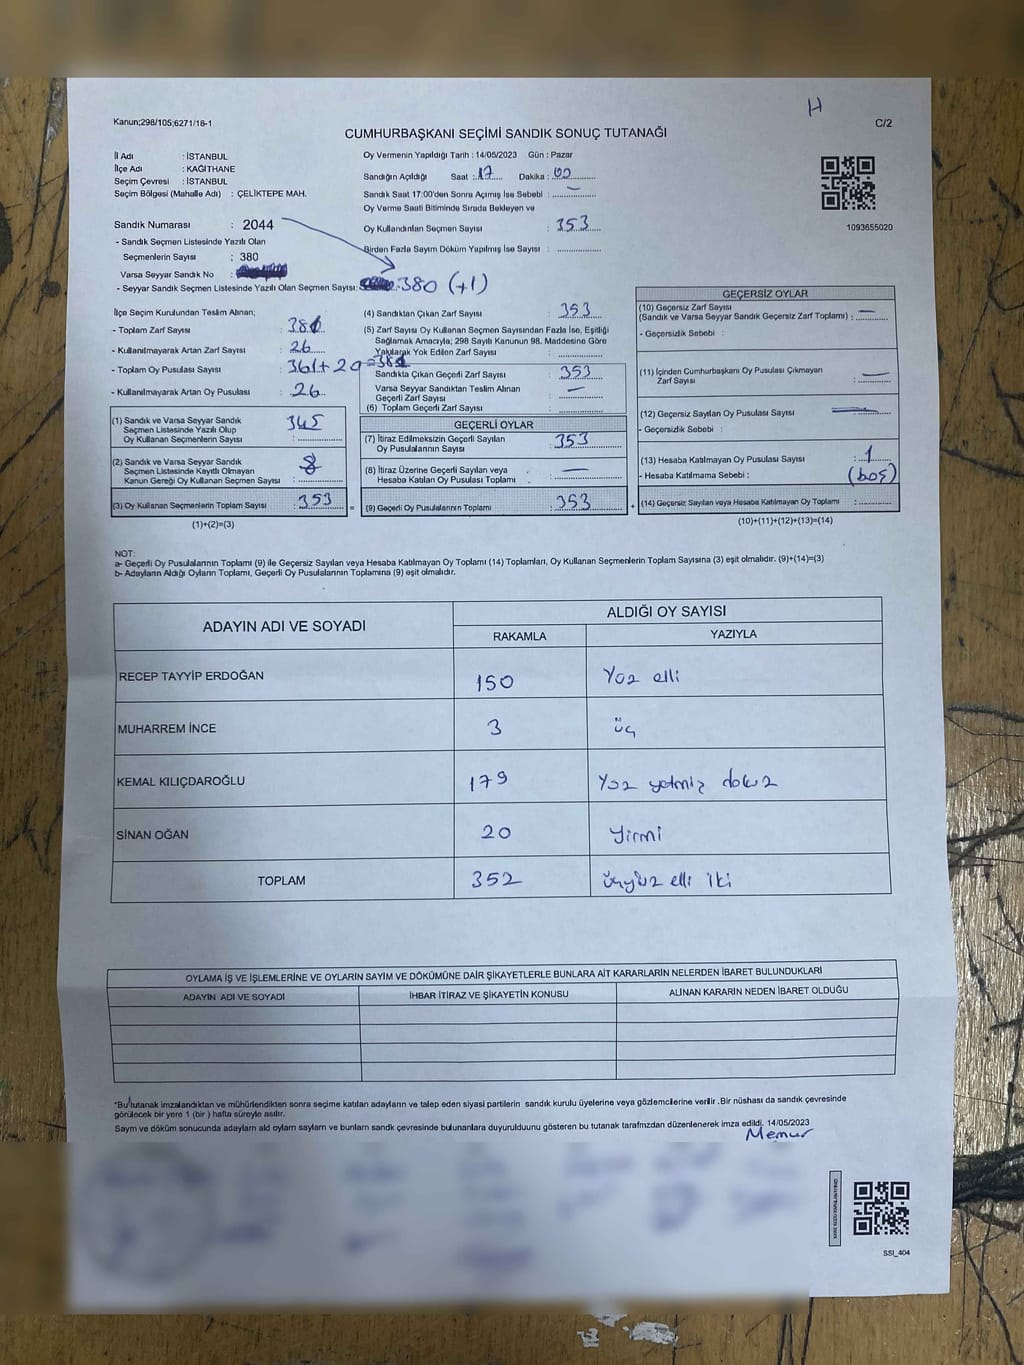 H
Kanun;298/105;6271/18-1
C/2
CUMHURBAŞKANI SEÇİMİ SANDIK SONUÇ TUTANAĞI
İl Adı : İSTANBUL
İlçe Adı : KAĞITHANE
Seçim Çevresi : İSTANBUL
Seçim Bölgesi (Mahalle Adı) : ÇELİKTEPE MAH.
Oy Vermenin Yapıldığı Tarih : 14/05/2023 Gün : Pazar
Sandığın Açıldığı Saat : 17 Dakika : 00
Sandık Saat 17:00'den Sonra Açımış İse Sebebi : —
Oy Verme Saati Bitiminde Sırada Bekleyen ve
Oy Kullandırılan Seçmen Sayısı : 353
Birden Fazla Sayım Döküm Yapılmış İse Sayısı :
1093655020
Sandık Numarası : 2044
- Sandık Seçmen Listesinde Yazılı Olan
Seçmenlerin Sayısı : 380
Varsa Seyyar Sandık No :
- Seyyar Sandık Seçmen Listesinde Yazılı Olan Seçmen Sayısı: 380 (+1)
İlçe Seçim Kurulundan Teslim Alınan;
- Toplam Zarf Sayısı :
- Kullanılmayarak Artan Zarf Sayısı : 26
- Toplam Oy Pusulası Sayısı : 361+20=381
- Kullanılmayarak Artan Oy Pusulası : 26
(1) Sandık ve Varsa Seyyar Sandık
Seçmen Listesinde Yazılı Olup
Oy Kullanan Seçmenlerin Sayısı : 345
(2) Sandık ve Varsa Seyyar Sandık
Seçmen Listesinde Kayıtlı Olmayan
Kanun Gereği Oy Kullanan Seçmen Sayısı : 8
(3) Oy Kullanan Seçmenlerin Toplam Sayısı : 353
(1)+(2)=(3)
(4) Sandıktan Çıkan Zarf Sayısı : 353
(5) Zarf Sayısı Oy Kullanan Seçmen Sayısından Fazla İse, Eşitliği
Sağlamak Amacıyla; 298 Sayılı Kanunun 98. Maddesine Göre
Yakılarak Yok Edilen Zarf Sayısı :
Sandıkta Çıkan Geçerli Zarf Sayısı : 353
Varsa Seyyar Sandıktan Teslim Alınan
Geçerli Zarf Sayısı : —
(6) Toplam Geçerli Zarf Sayısı :
GEÇERLİ OYLAR
(7) İtiraz Edilmeksizin Geçerli Sayılan
Oy Pusulalarının Sayısı : 353
(8) İtiraz Üzerine Geçerli Sayılan veya
Hesaba Katılan Oy Pusulası Toplamı : —
= (9) Geçerli Oy Pusulalarının Toplamı : 353
GEÇERSİZ OYLAR
(10) Geçersiz Zarf Sayısı
(Sandık ve Varsa Seyyar Sandık Geçersiz Zarf Toplamı) : —
- Geçersizlik Sebebi :
(11) İçinden Cumhurbaşkanı Oy Pusulası Çıkmayan
Zarf Sayısı : —
(12) Geçersiz Sayılan Oy Pusulası Sayısı : —
- Geçersizlik Sebebi :
(13) Hesaba Katılmayan Oy Pusulası Sayısı : 1
- Hesaba Katılmama Sebebi : (boş)
+ (14) Geçersiz Sayılan veya Hesaba Katılmayan Oy Toplamı :
(10)+(11)+(12)+(13)=(14)
NOT:
a- Geçerli Oy Pusulalarının Toplamı (9) ile Geçersiz Sayılan veya Hesaba Katılmayan Oy Toplamı (14) Toplamları, Oy Kullanan Seçmenlerin Toplam Sayısına (3) eşit olmalıdır. (9)+(14)=(3)
b- Adayların Aldığı Oyların Toplamı, Geçerli Oy Pusulalarının Toplamına (9) eşit olmalıdır.
ADAYIN ADI VE SOYADI
ALDIĞI OY SAYISI
RAKAMLA YAZIYLA
RECEP TAYYİP ERDOĞAN 150 Yüz elli
MUHARREM İNCE 3 üç
KEMAL KILIÇDAROĞLU 179 Yüz yetmiş dokuz
SİNAN OĞAN 20 Yirmi
TOPLAM 352 üçyüz elli iki
OYLAMA İŞ VE İŞLEMLERİNE VE OYLARIN SAYIM VE DÖKÜMÜNE DAİR ŞİKAYETLERLE BUNLARA AİT KARARLARIN NELERDEN İBARET BULUNDUKLARI
ADAYIN ADI VE SOYADI İHBAR İTİRAZ VE ŞİKAYETİN KONUSU ALINAN KARARIN NEDEN İBARET OLDUĞU
*Bu tutanak imzalandıktan ve mühürlendikten sonra seçime katılan adayların ve talep eden siyasi partilerin sandık kurulu üyelerine veya gözlemcilerine verilir .Bir nüshası da sandık çevresinde
görülecek bir yere 1 (bir ) hafta süreyle asılır.
Saym ve döküm sonucunda adaylarn ald oylarn saylarn ve bunlarn sandk çevresinde bulunanlara duyurulduunu gösteren bu tutanak tarafmzdan düzenlenerek imza edildi. 14/05/2023
Memur
SSI_404